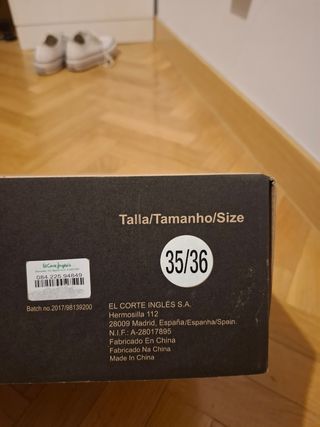 Talla/Tamanho/Size
35/36
El Corte Inglés
084 225 94849
Batch no.2017/98139200
EL CORTE INGLÉS S.A.
Hermosilla 112
28009 Madrid, España/Espanha/Spain.
N.I.F.: A-28017895
Fabricado En China
Fabricado Na China
Made In China